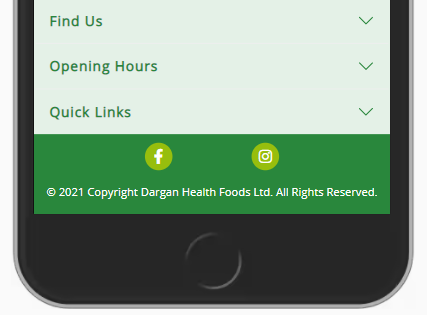 Find Us
Opening Hours
Quick Links
© 2021 Copyright Dargan Health Foods Ltd. All Rights Reserved.